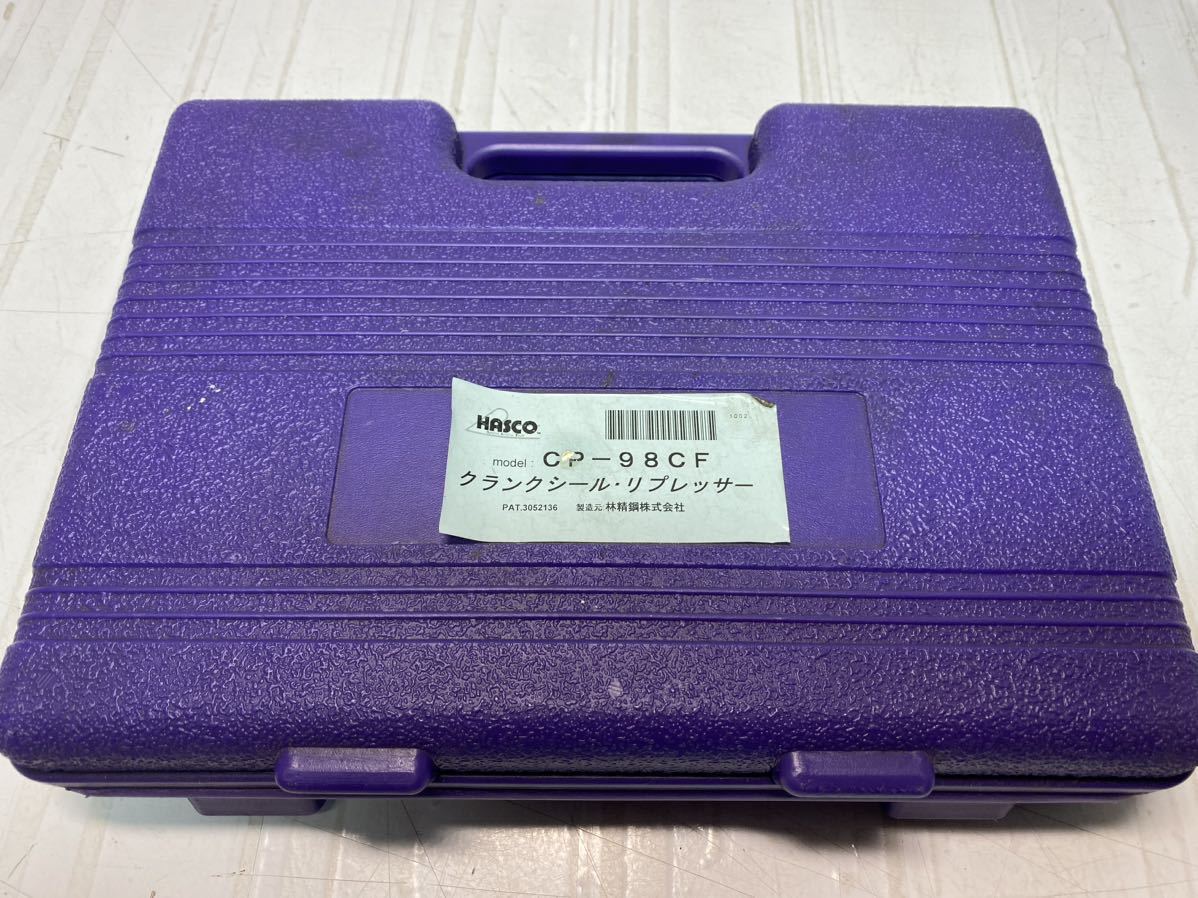 HASCO
1002
model: CP-98CF
クランクシール・リプレッサー
PAT.3052136 製造元 林精鋼株式会社